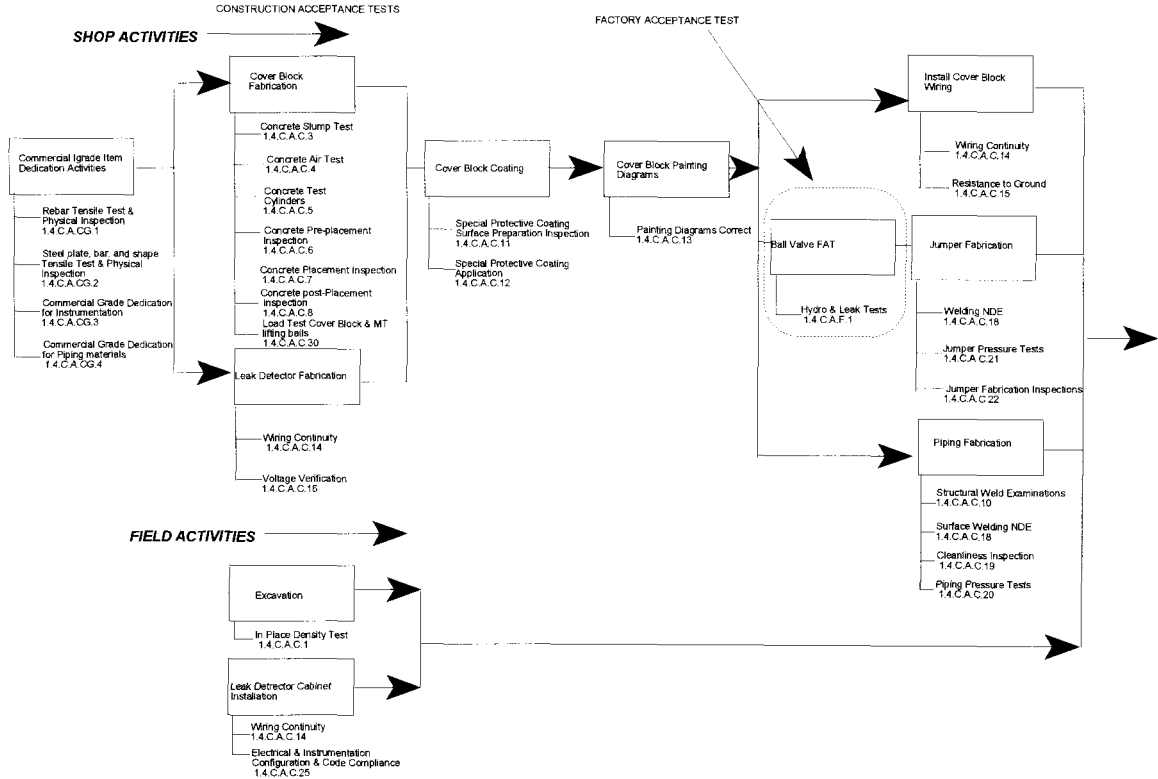 CONSTRUCTION ACCEPTANCE TESTS
SHOP ACTIVITIES
FACTORY ACCEPTANCE TEST
Commercial Igrade Item
Dedication Activities
Rebar Tensile Test &
Physical Inspection
1.4.C.A.CG.1
Steel plate, bar, and shape
Tensile Test & Physical
Inspection
1.4.C.A.CG.2
Commercial Grade Dedication
for Instrumentation
1.4.C.A.CG.3
Commercial Grade Dedication
for Piping materials
1.4.C.A.CG.4
Cover Block
Fabrication
Concrete Slump Test
1.4.C.A.C.3
Concrete Air Test
1.4.C.A.C.4
Concrete Test
Cylinders
1.4.C.A.C.5
Concrete Pre-placement
Inspection
1.4.C.A.C.6
Concrete Placement Inspection
1.4.C.A.C.7
Concrete post-Placement
Inspection
1.4.C.A.C.8
Load Test Cover Block & MT
lifting bails
1.4.C.A.C.30
Leak Detector Fabrication
Wiring Continuity
1.4.C.A.C.14
Voltage Verification
1.4.C.A.C.16
Cover Block Coating
Special Protective Coating
Surface Preparation Inspection
1.4.C.A.C.11
Special Protective Coating
Application
1.4.C.A.C.12
Cover Block Painting
Diagrams
Painting Diagrams Correct
1.4.C.A.C.13
Ball Valve FAT
Hydro & Leak Tests
1.4.C.A.F.1
Install Cover Block
Wiring
Wiring Continuity
1.4.C.A.C.14
Resistance to Ground
1.4.C.A.C.15
Jumper Fabrication
Welding NDE
1.4.C.A.C.18
Jumper Pressure Tests
1.4.C.A.C.21
Jumper Fabrication Inspections
1.4.C.A.C.22
Piping Fabrication
Structural Weld Examinations
1.4.C.A.C.10
Surface Welding NDE
1.4.C.A.C.18
Cleanliness Inspection
1.4.C.A.C.19
Piping Pressure Tests
1.4.C.A.C.20
FIELD ACTIVITIES
Excavation
In Place Density Test
1.4.C.A.C.1
Leak Detrector Cabinet
Installation
Wiring Continuity
1.4.C.A.C.14
Electrical & Instrumentation
Configuration & Code Compliance
1.4.C.A.C.25